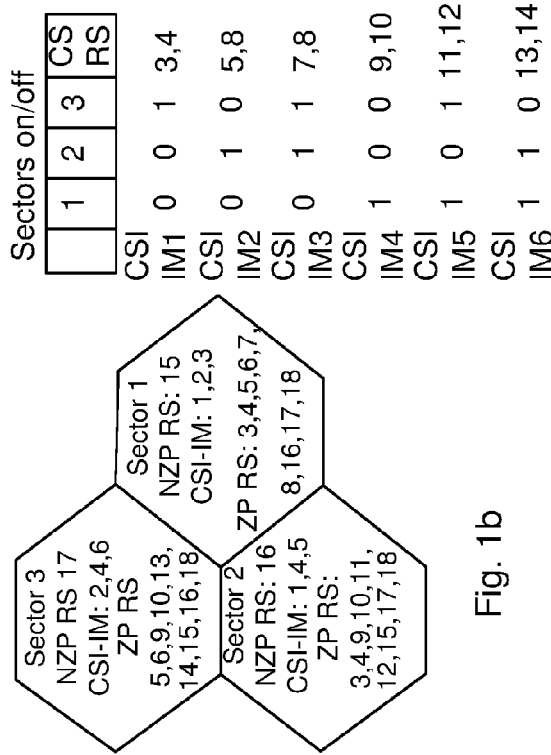 Sector 3
NZP RS 17
CSI-IM: 2,4,6
ZP RS
5,6,9,10,13,
14,15,16,18
Sector 1
NZP RS: 15
CSI-IM: 1,2,3
ZP RS: 3,4,5,6,7,
8,16,17,18
Sector 2
NZP RS: 16
CSI-IM: 1,4,5
ZP RS:
3,4,9,10,11,
12,15,17,18
Sectors on/off
1 2 3 CS RS
CSI IM1 0 0 1 3,4
CSI IM2 0 1 0 5,8
CSI IM3 0 1 1 7,8
CSI IM4 1 0 0 9,10
CSI IM5 1 0 1 11,12
CSI IM6 1 1 0 13,14
Fig. 1b